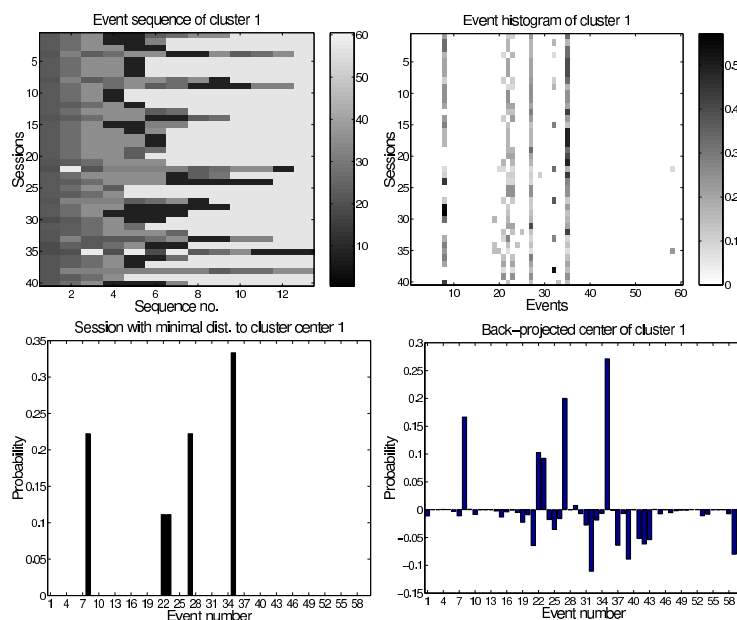 Event sequence of cluster 1
5
10
15
20
25
30
35
40
Sessions
2 4 6 8 10 12
Sequence no.
60
50
40
30
20
10
Event histogram of cluster 1
5
10
15
20
25
30
35
40
Sessions
10 20 30 40 50 60
Events
0.5
0.4
0.3
0.2
0.1
0
Session with minimal dist. to cluster center 1
0.35
0.3
0.25
0.2
0.15
0.1
0.05
0
Probability
1 4 7 10 13 16 19 22 25 28 31 34 37 40 43 46 49 52 55 58
Event number
Back-projected center of cluster 1
0.3
0.25
0.2
0.15
0.1
0.05
0
-0.05
-0.1
-0.15
Probability
1 4 7 10 13 16 19 22 25 28 31 34 37 40 43 46 49 52 55 58
Event number